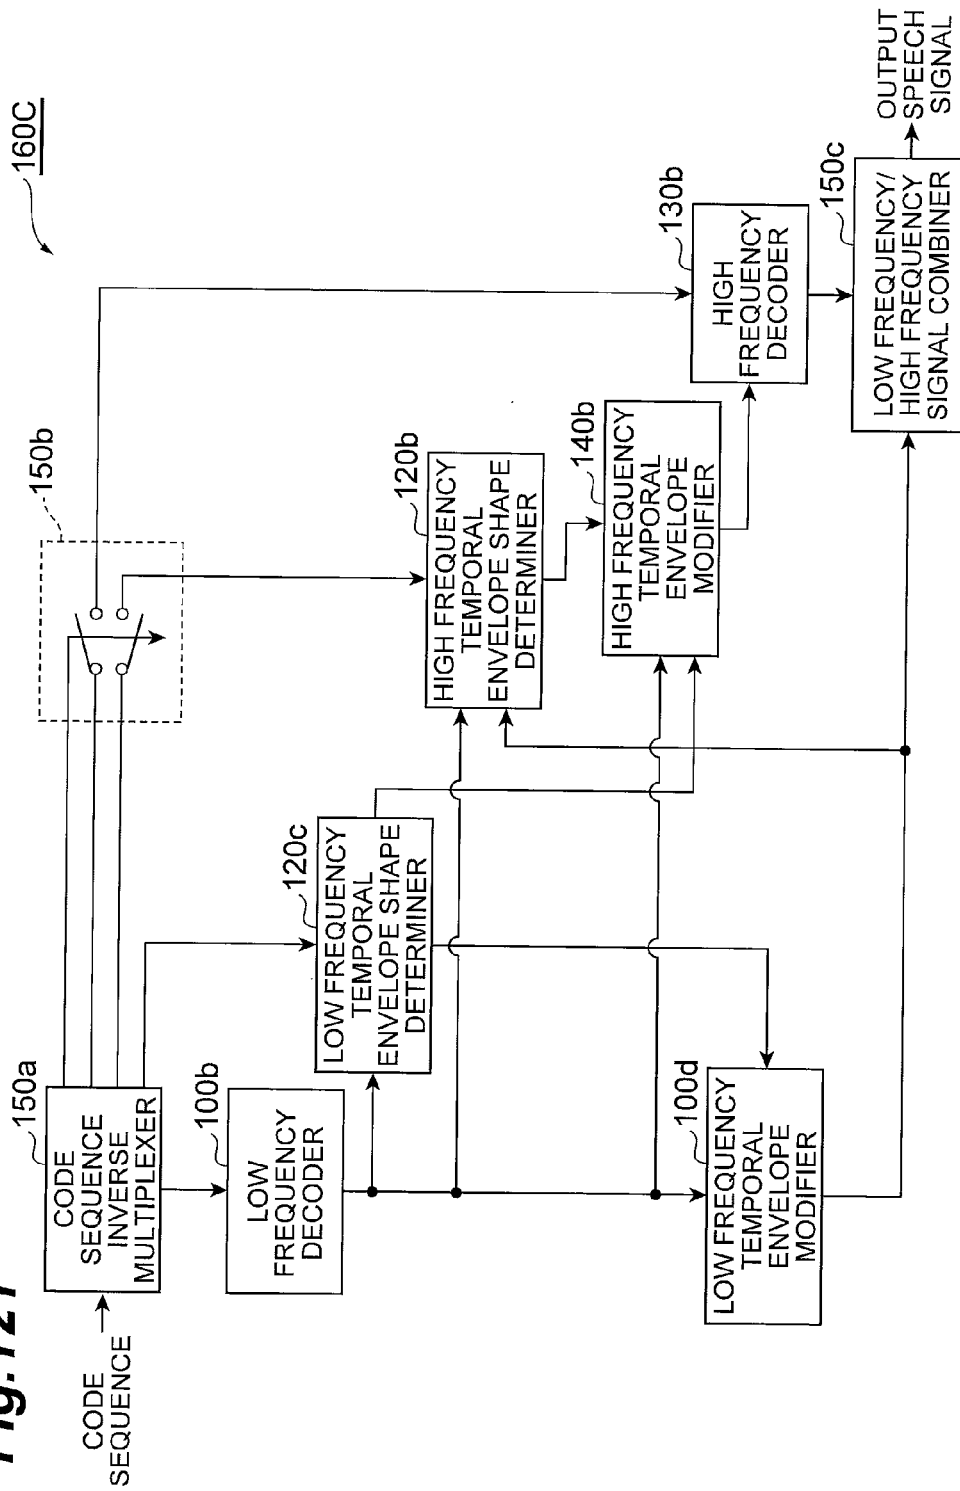 Fig.121
160C
CODE
SEQUENCE
150a
CODE
SEQUENCE
INVERSE
MULTIPLEXER
150b
100b
LOW
FREQUENCY
DECODER
120c
LOW FREQUENCY
TEMPORAL
ENVELOPE SHAPE
DETERMINER
120b
HIGH FREQUENCY
TEMPORAL
ENVELOPE SHAPE
DETERMINER
140b
HIGH FREQUENCY
TEMPORAL
ENVELOPE
MODIFIER
130b
HIGH
FREQUENCY
DECODER
100d
LOW FREQUENCY
TEMPORAL
ENVELOPE
MODIFIER
150c
LOW FREQUENCY/
HIGH FREQUENCY
SIGNAL COMBINER
OUTPUT
SPEECH
SIGNAL